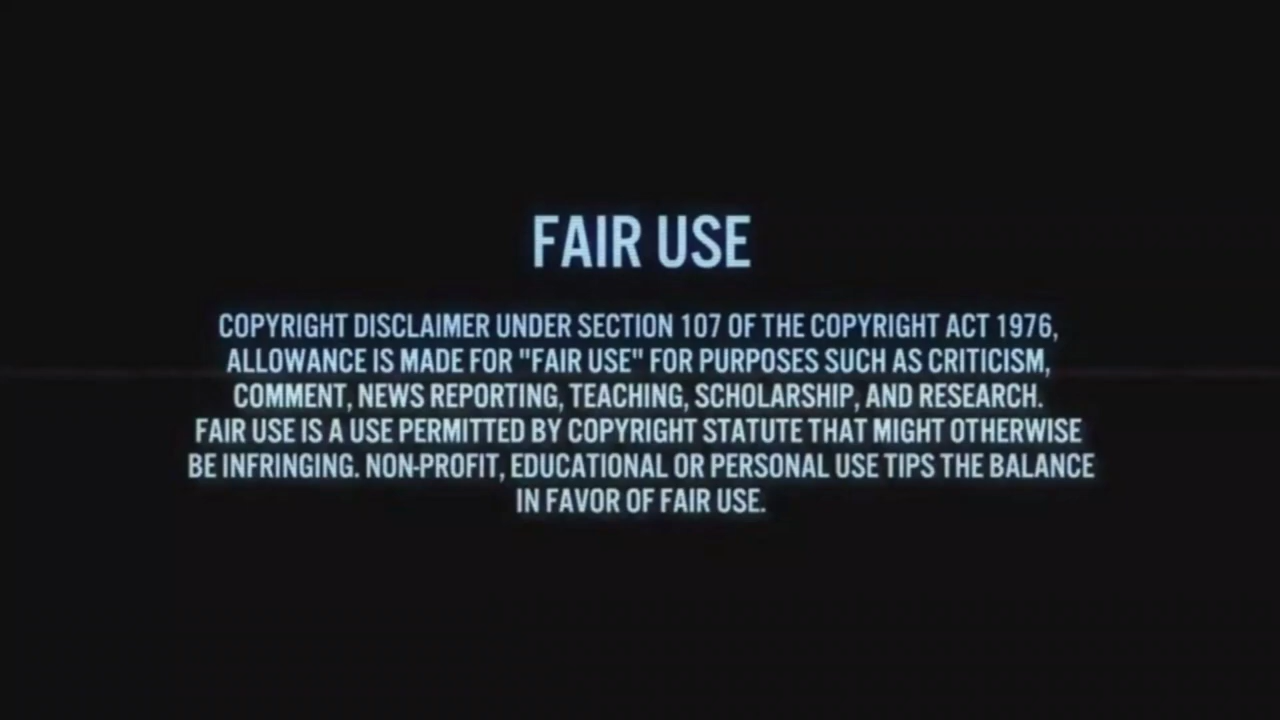 FAIR USE
COPYRIGHT DISCLAIMER UNDER SECTION 107 OF THE COPYRIGHT ACT 1976,
ALLOWANCE IS MADE FOR "FAIR USE" FOR PURPOSES SUCH AS CRITICISM,
COMMENT, NEWS REPORTING, TEACHING, SCHOLARSHIP, AND RESEARCH.
FAIR USE IS A USE PERMITTED BY COPYRIGHT STATUTE THAT MIGHT OTHERWISE
BE INFRINGING. NON-PROFIT, EDUCATIONAL OR PERSONAL USE TIPS THE BALANCE
IN FAVOR OF FAIR USE.